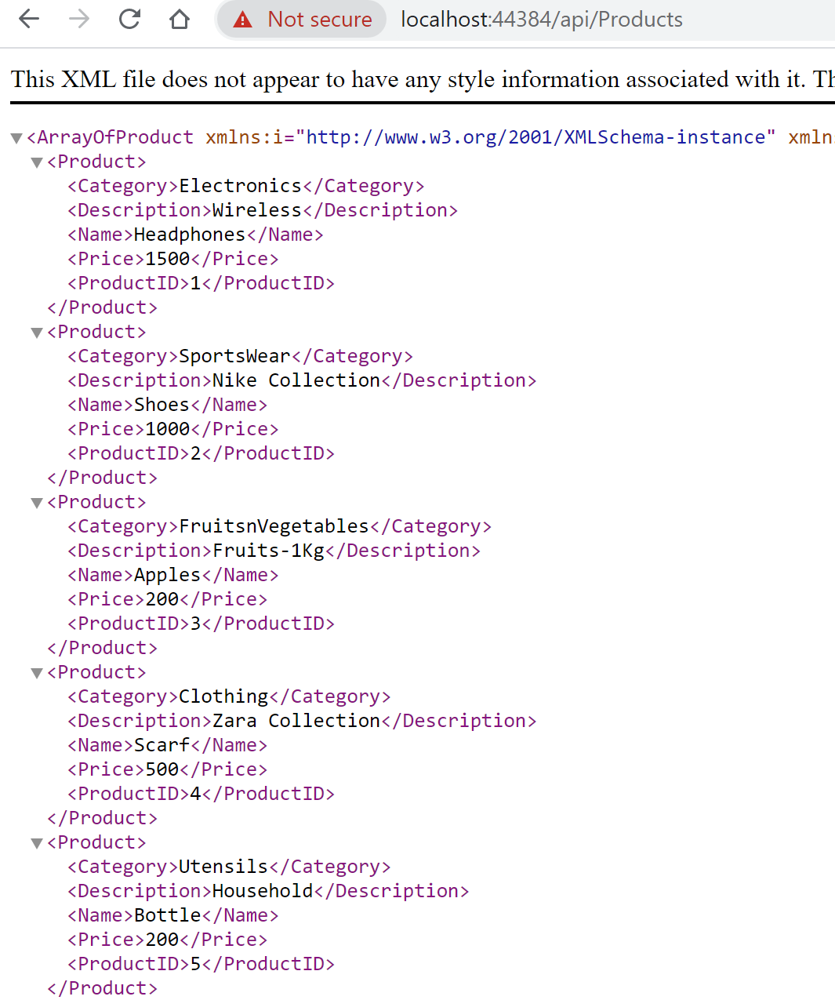 Not secure localhost:44384/api/Products
This XML file does not appear to have any style information associated with it.
<ArrayOfProduct xmlns:i="http://www.w3.org/2001/XMLSchema-instance"
<Product>
<Category>Electronics</Category>
<Description>Wireless</Description>
<Name>Headphones</Name>
<Price>1500</Price>
<ProductID>1</ProductID>
</Product>
<Product>
<Category>SportsWear</Category>
<Description>Nike Collection</Description>
<Name>Shoes</Name>
<Price>1000</Price>
<ProductID>2</ProductID>
</Product>
<Product>
<Category>FruitsnVegetables</Category>
<Description>Fruits-1Kg</Description>
<Name>Apples</Name>
<Price>200</Price>
<ProductID>3</ProductID>
</Product>
<Product>
<Category>Clothing</Category>
<Description>Zara Collection</Description>
<Name>Scarf</Name>
<Price>500</Price>
<ProductID>4</ProductID>
</Product>
<Product>
<Category>Utensils</Category>
<Description>Household</Description>
<Name>Bottle</Name>
<Price>200</Price>
<ProductID>5</ProductID>
</Product>